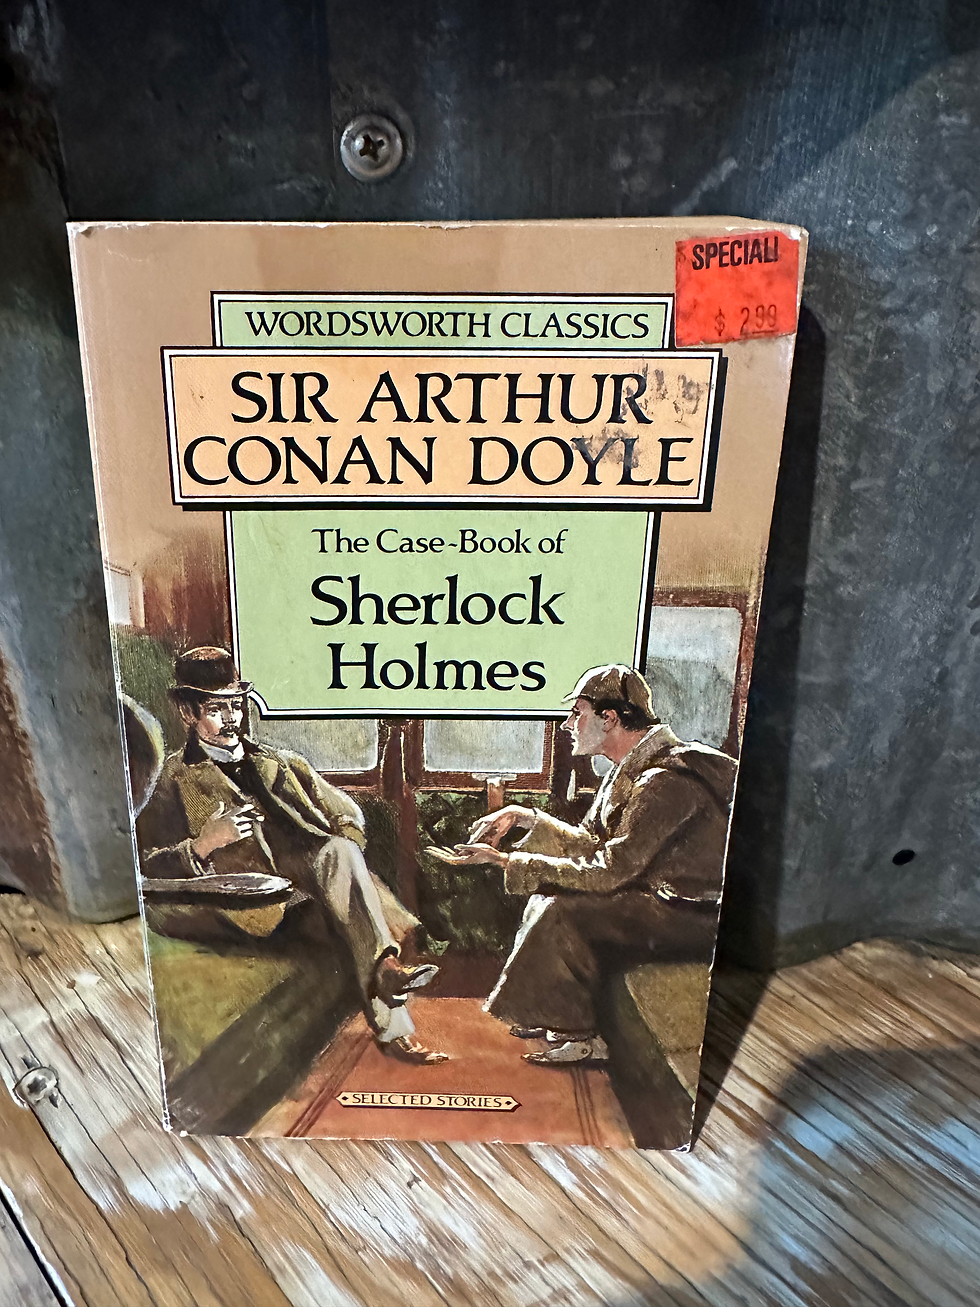 SPECIAL!
$ 2.99
WORDSWORTH CLASSICS
SIR ARTHUR
CONAN DOYLE
The Case-Book of
Sherlock
Holmes
SELECTED STORIES